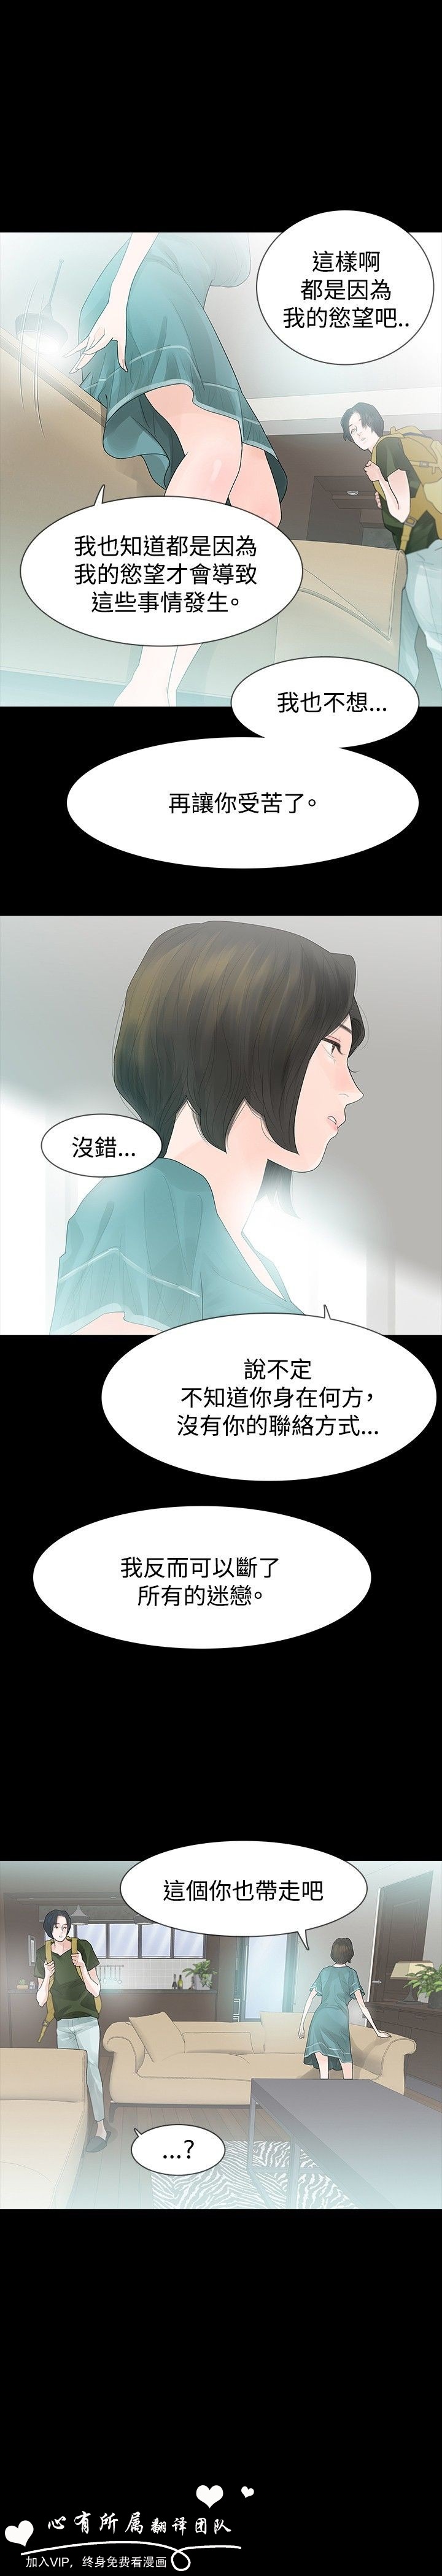 這樣啊
都是因為
我的慾望吧..
我也知道都是因為
我的慾望才會導致
這些事情發生。
我也不想...
再讓你受苦了。
沒錯...
說不定
不知道你身在何方，
沒有你的聯絡方式...
我反而可以斷了
所有的迷戀。
這個你也帶走吧
...?
心有所属翻译团队
加入VIP，终身免费看漫画